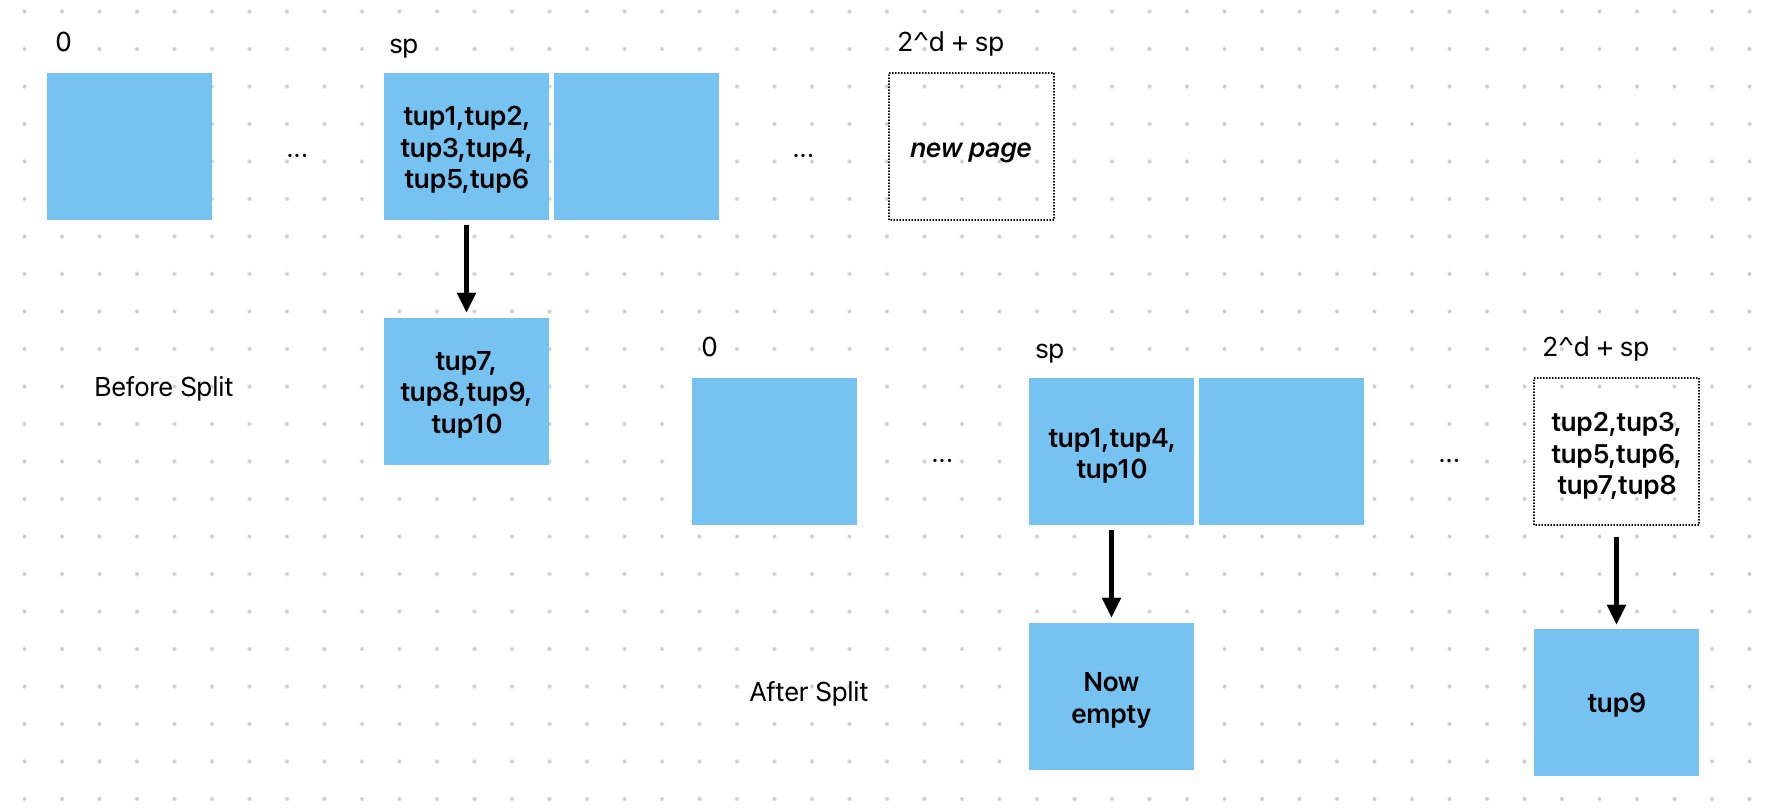 0
sp
2^d + sp
tup1,tup2,
tup3,tup4,
tup5,tup6
...
...
new page
tup7,
tup8,tup9,
tup10
Before Split
0
sp
2^d + sp
...
tup1,tup4,
tup10
...
tup2,tup3,
tup5,tup6,
tup7,tup8
After Split
Now
empty
tup9